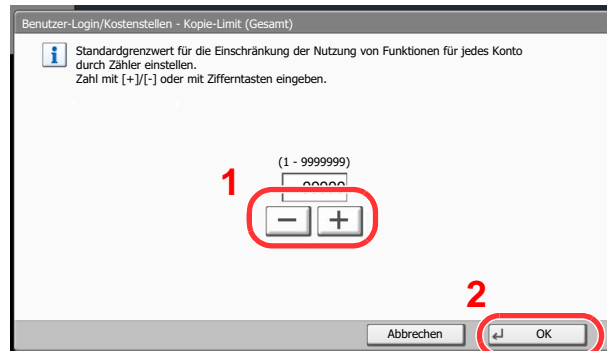 Benutzer-Login/Kostenstellen - Kopie-Limit (Gesamt)
i
Standardgrenzwert für die Einschränkung der Nutzung von Funktionen für jedes Konto
durch Zähler einstellen.
Zahl mit [+]/[-] oder mit Zifferntasten eingeben.
(1 - 9999999)
1
- +
2
Abbrechen OK